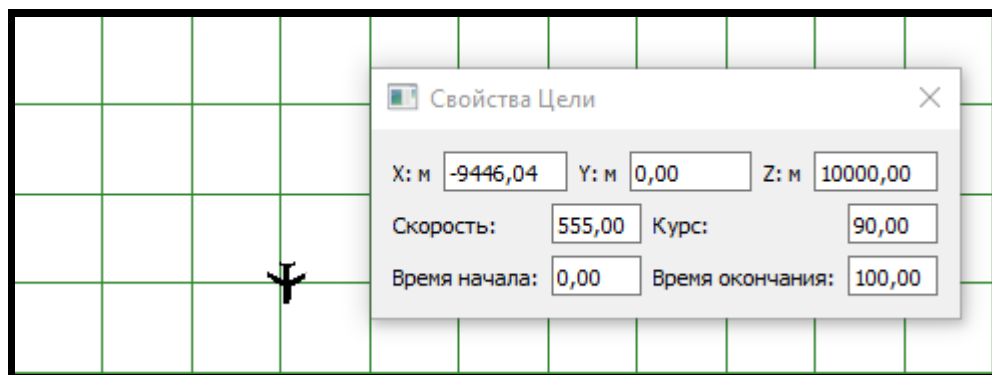 Свойства Цели
X: м -9446,04 Y: м 0,00 Z: м 10000,00
Скорость: 555,00 Курс: 90,00
Время начала: 0,00 Время окончания: 100,00